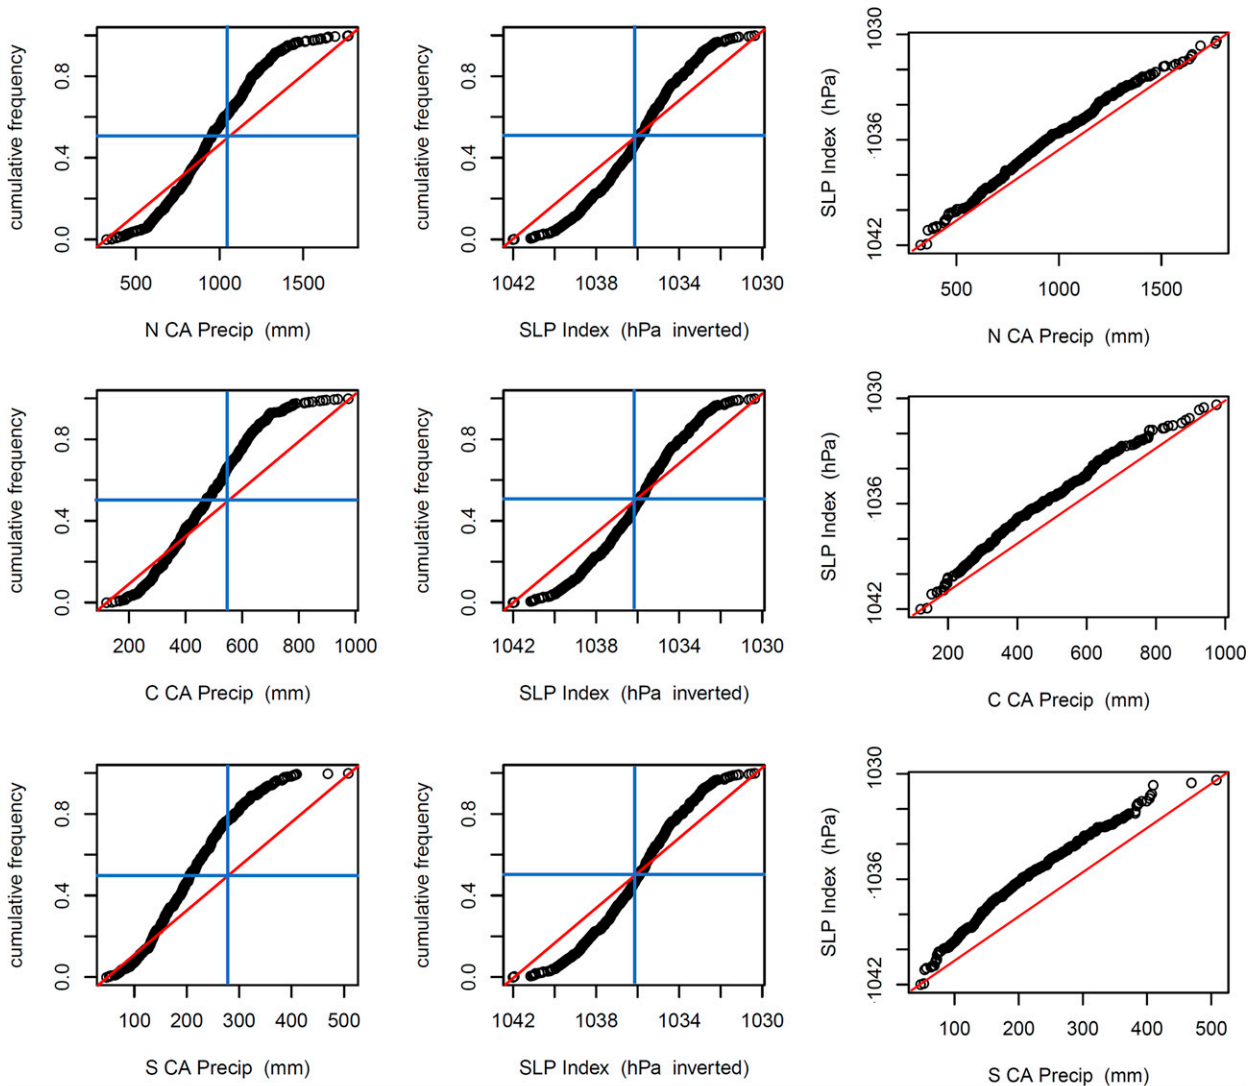 cumulative frequency
0.8
0.4
0.0
500 1000 1500
N CA Precip (mm)
cumulative frequency
0.8
0.4
0.0
1042 1038 1034 1030
SLP Index (hPa inverted)
SLP Index (hPa)
1030
-1036
1042
500 1000 1500
N CA Precip (mm)
cumulative frequency
0.8
0.4
0.0
200 400 600 800 1000
C CA Precip (mm)
cumulative frequency
0.8
0.4
0.0
1042 1038 1034 1030
SLP Index (hPa inverted)
SLP Index (hPa)
1030
-1036
1042
200 400 600 800 1000
C CA Precip (mm)
cumulative frequency
0.8
0.4
0.0
100 200 300 400 500
S CA Precip (mm)
cumulative frequency
0.8
0.4
0.0
1042 1038 1034 1030
SLP Index (hPa inverted)
SLP Index (hPa)
1030
-1036
-1042
100 200 300 400 500
S CA Precip (mm)